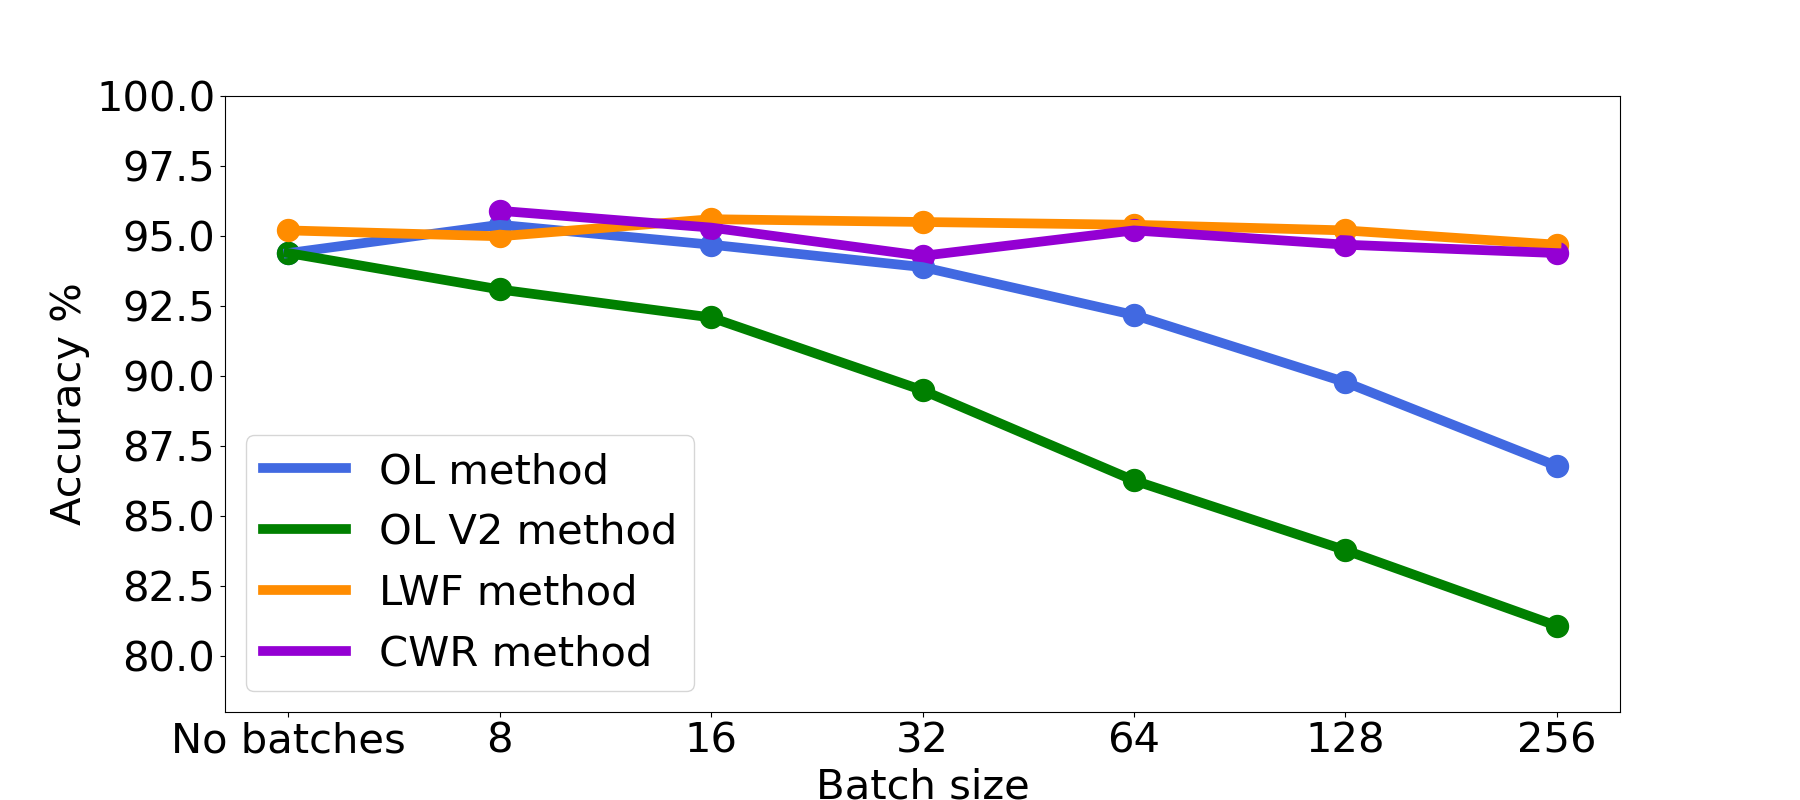 100.0
97.5
95.0
92.5
90.0
87.5
85.0
82.5
80.0
Accuracy %
OL method
OL V2 method
LWF method
CWR method
No batches 8 16 32 64 128 256
Batch size